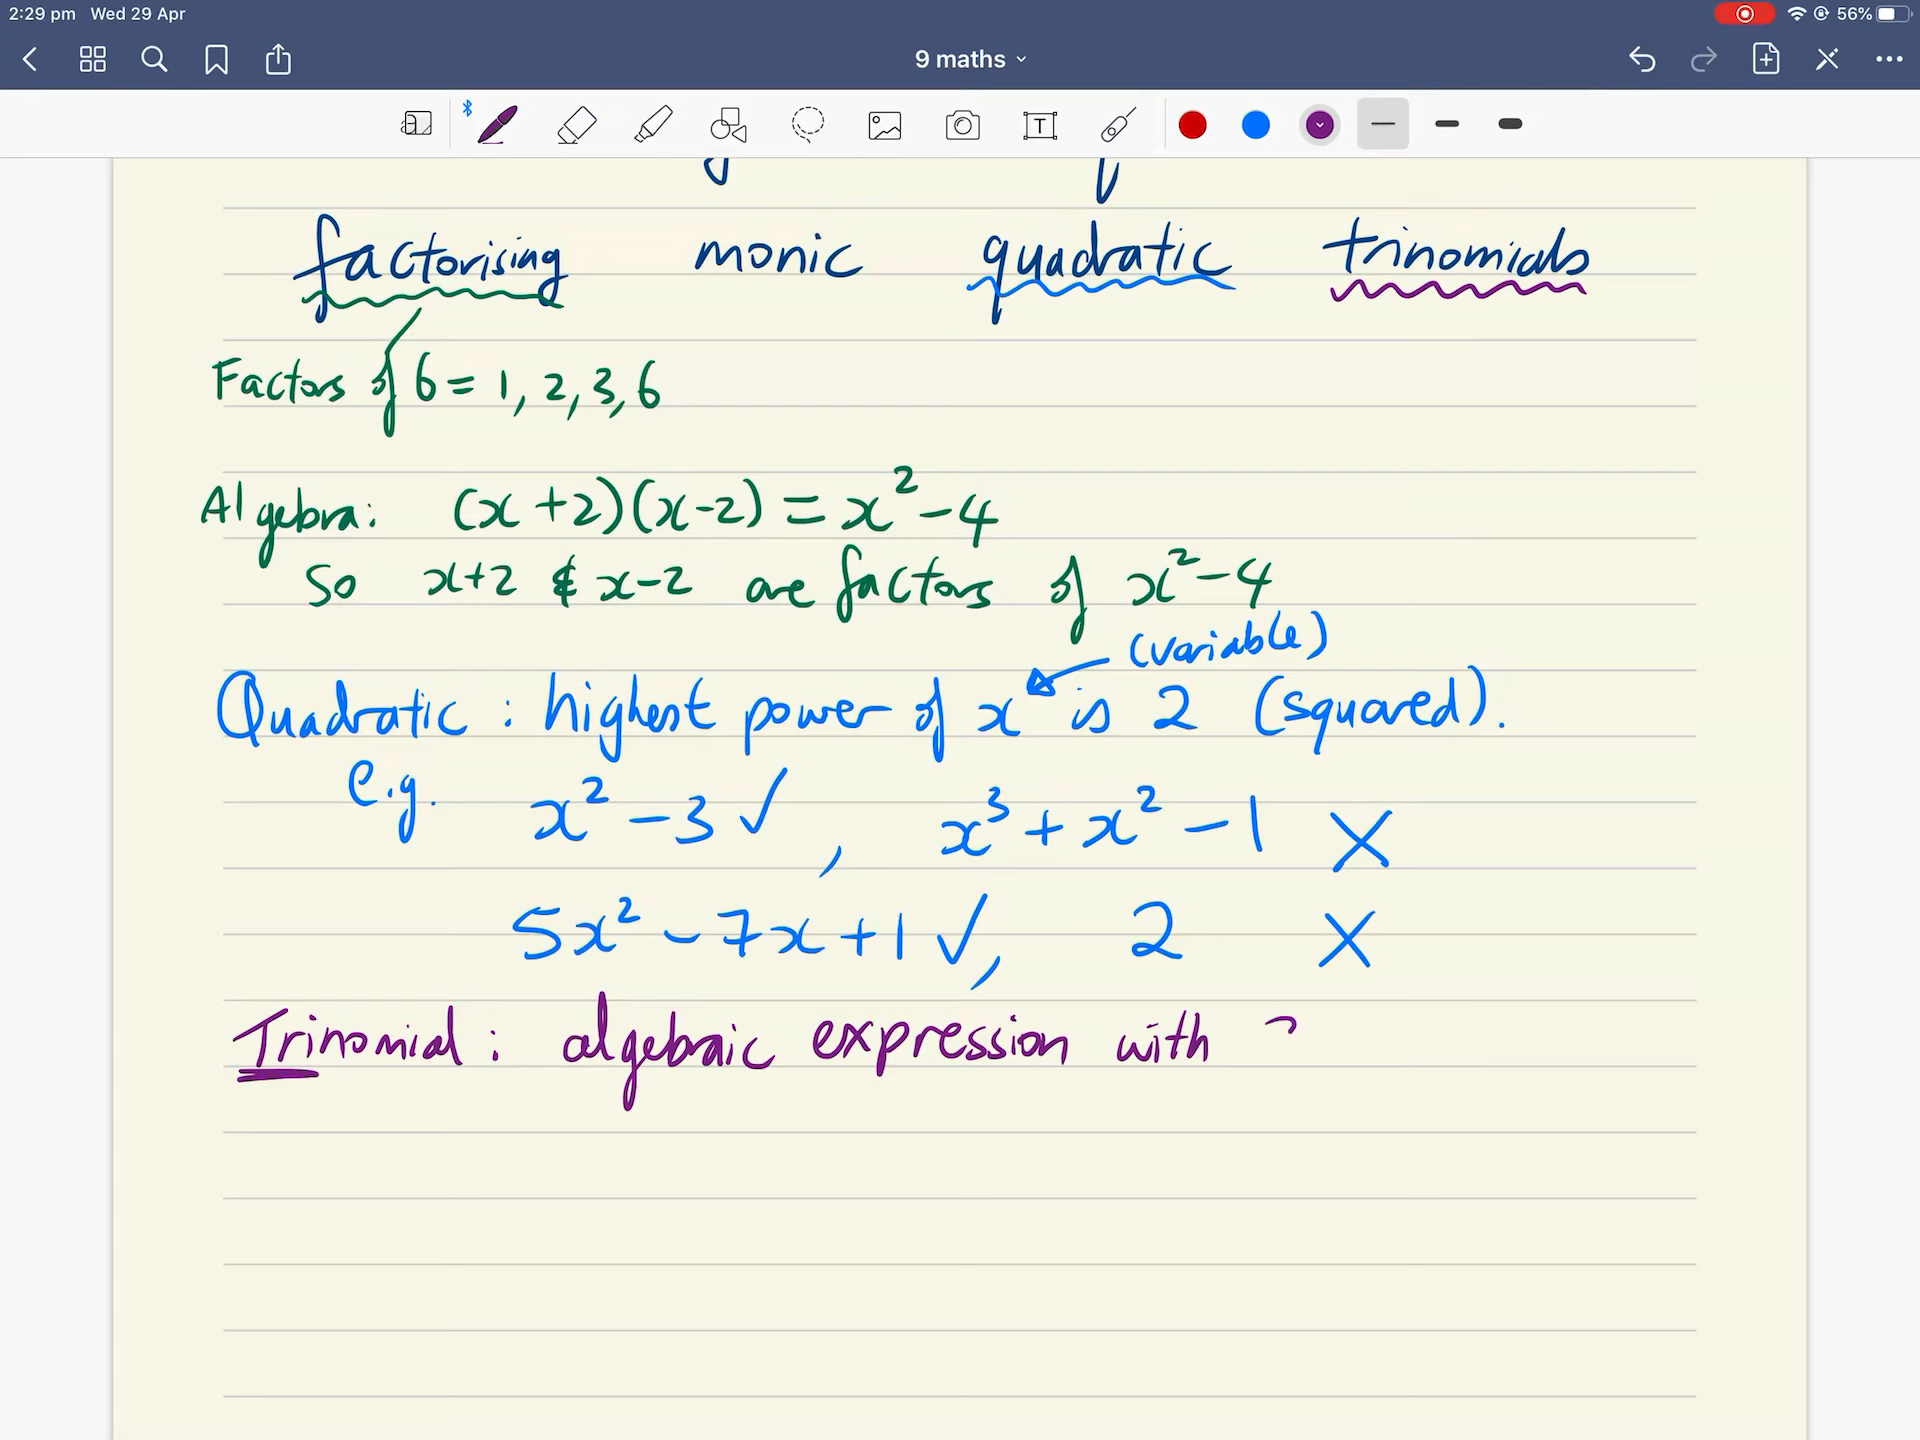 2:29 pm Wed 29 Apr
56%
9 maths
factorising monic quadratic trinomials
Factors of 6 = 1, 2, 3, 6
Algebra: (x+2)(x-2) = x² - 4
So x+2 & x-2 are factors of x² - 4
(variable)
Quadratic : highest power of x is 2 (squared).
e.g. x² - 3 ✓, x³ + x² - 1 X
5x² - 7x + 1 ✓, 2 X
Trinomial : algebraic expression with